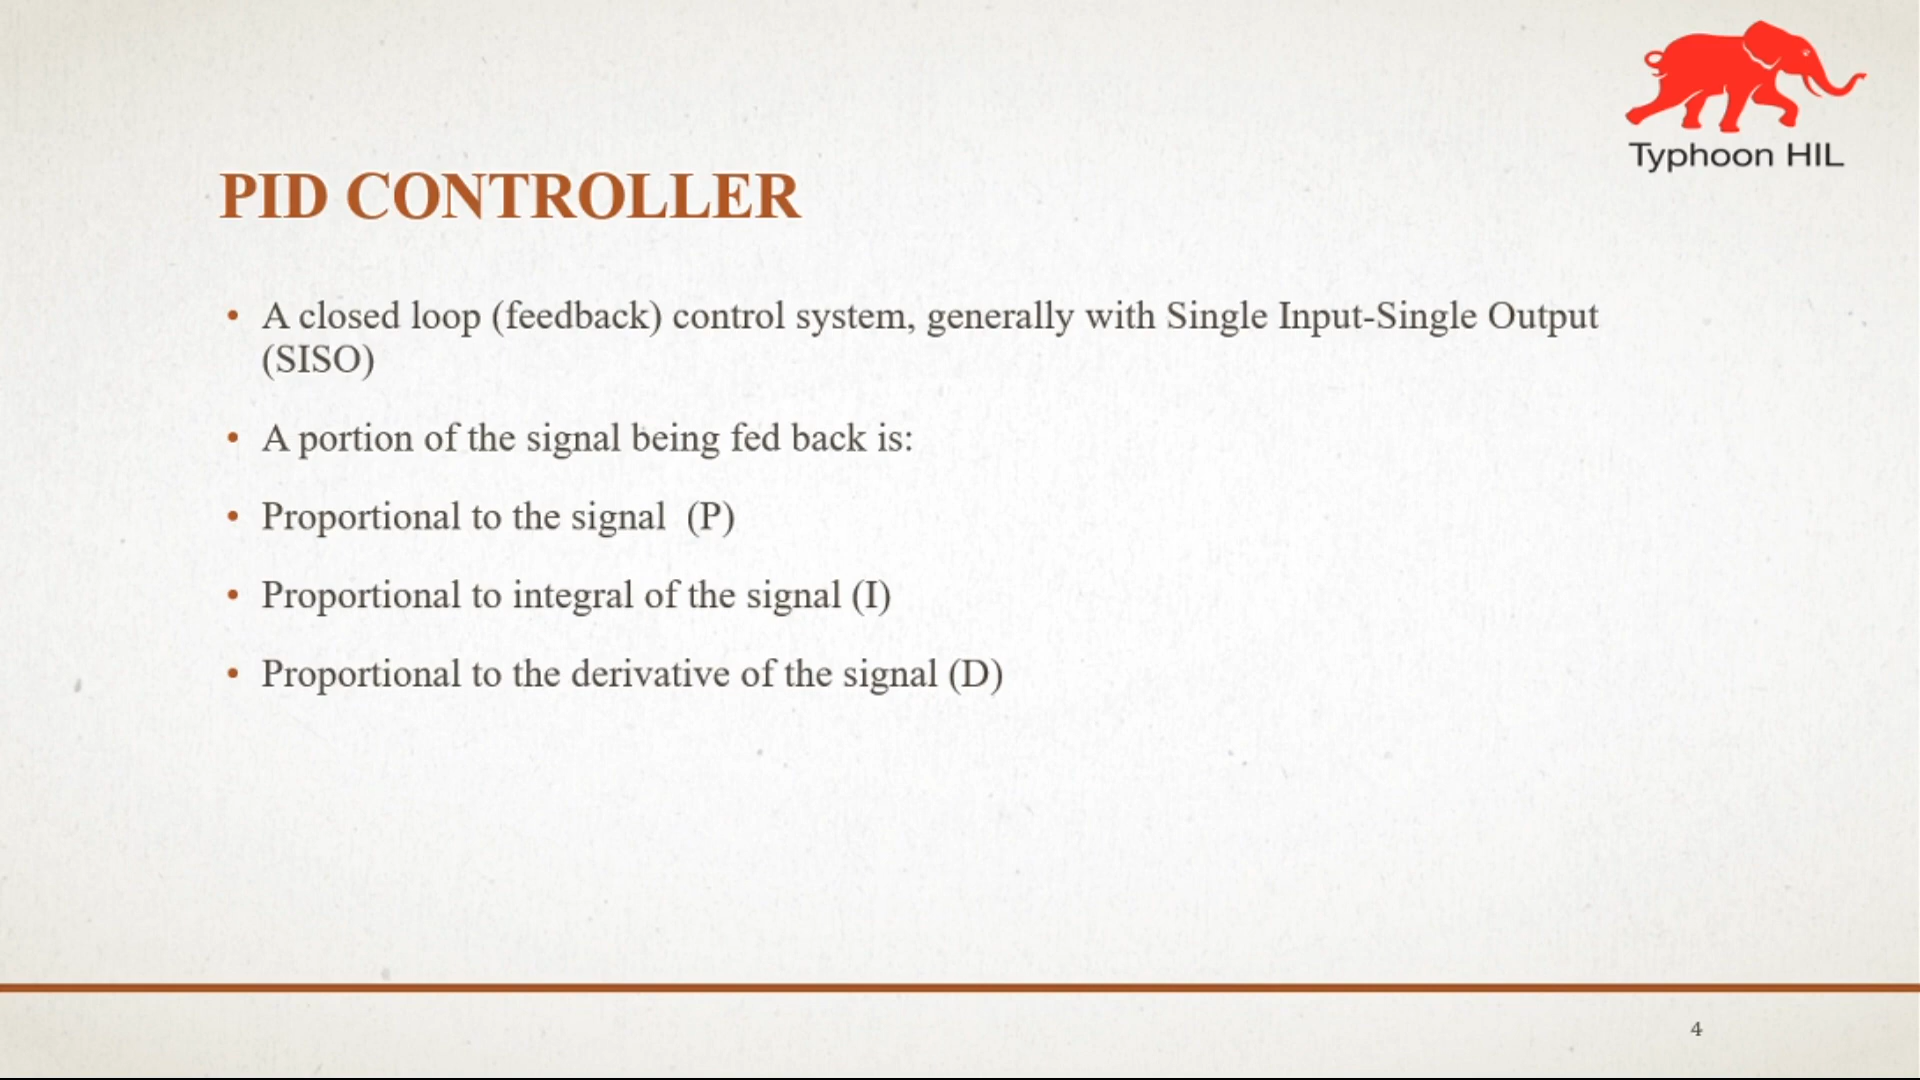 Typhoon HIL
PID CONTROLLER
• A closed loop (feedback) control system, generally with Single Input-Single Output
(SISO)
• A portion of the signal being fed back is:
• Proportional to the signal  (P)
• Proportional to integral of the signal (I)
• Proportional to the derivative of the signal (D)
4